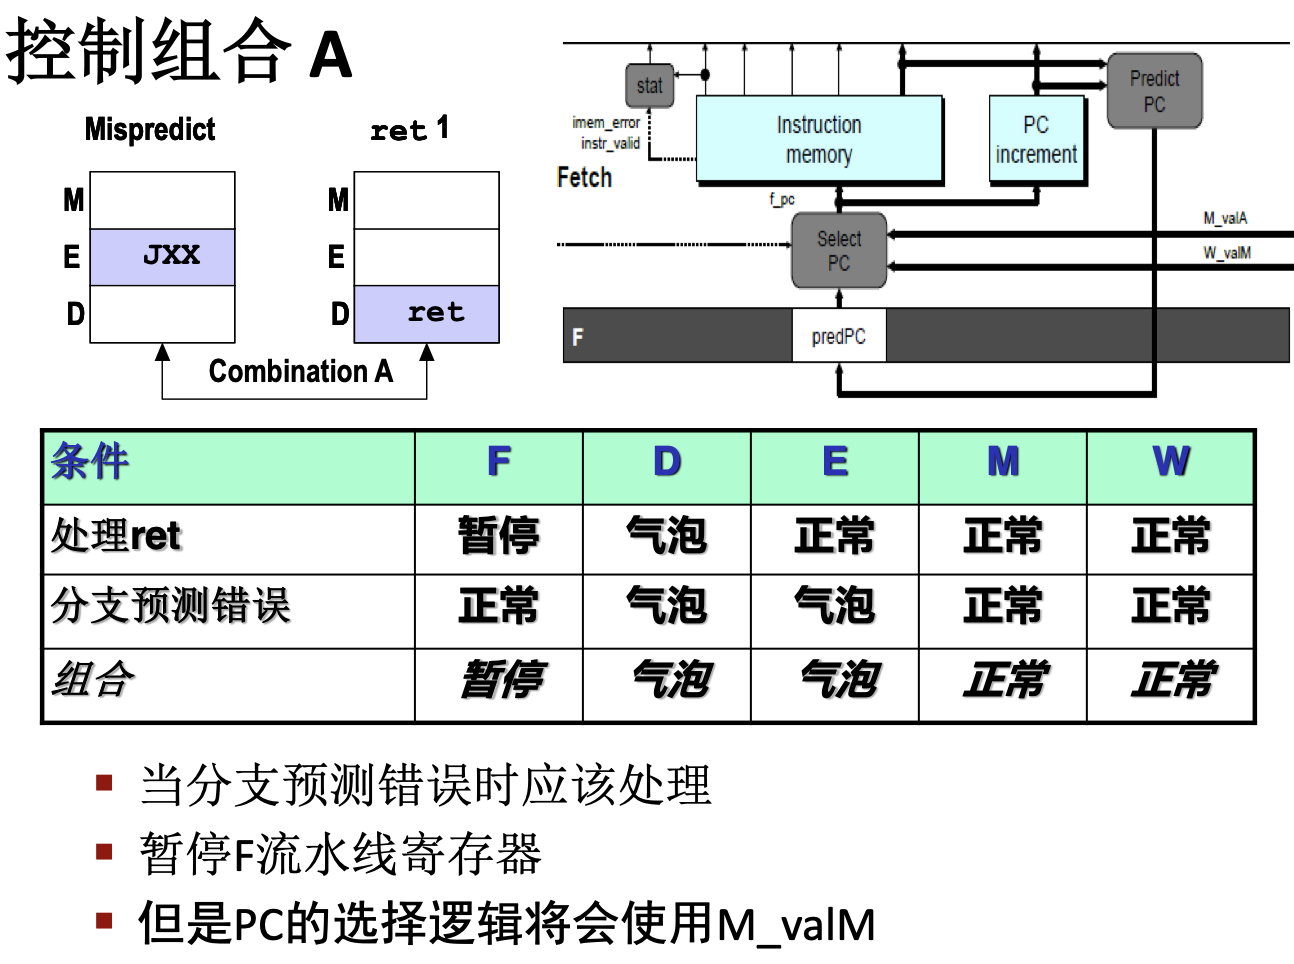 控制组合 A
Mispredict
ret 1
M
E
JXX
D
M
E
D
ret
Combination A
stat
imem_error
instr_valid
Instruction
memory
PC
increment
Predict
PC
Fetch
f_pc
Select
PC
M_valA
W_valM
F
predPC
条件 F D E M W
处理ret 暂停 气泡 正常 正常 正常
分支预测错误 正常 气泡 气泡 正常 正常
组合 暂停 气泡 气泡 正常 正常
当分支预测错误时应该处理
暂停F流水线寄存器
但是PC的选择逻辑将会使用M_valM